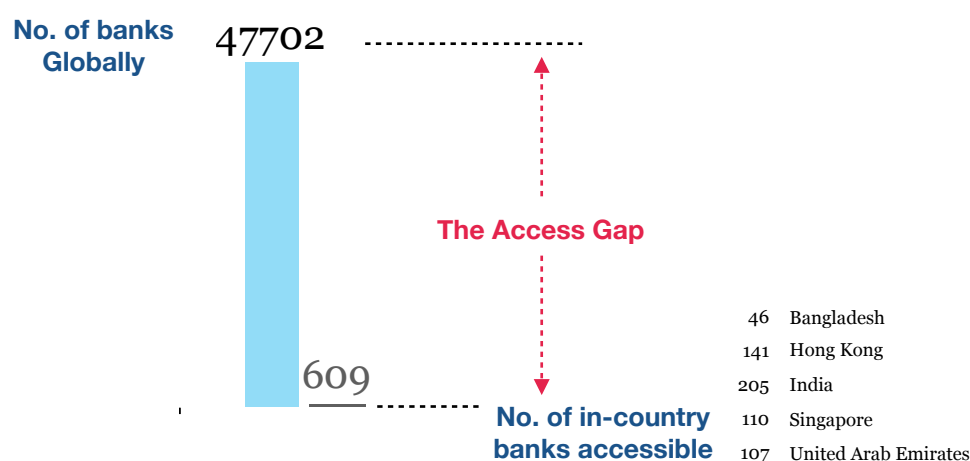 No. of banks
Globally
47702
The Access Gap
609
No. of in-country
banks accessible
46 Bangladesh
141 Hong Kong
205 India
110 Singapore
107 United Arab Emirates